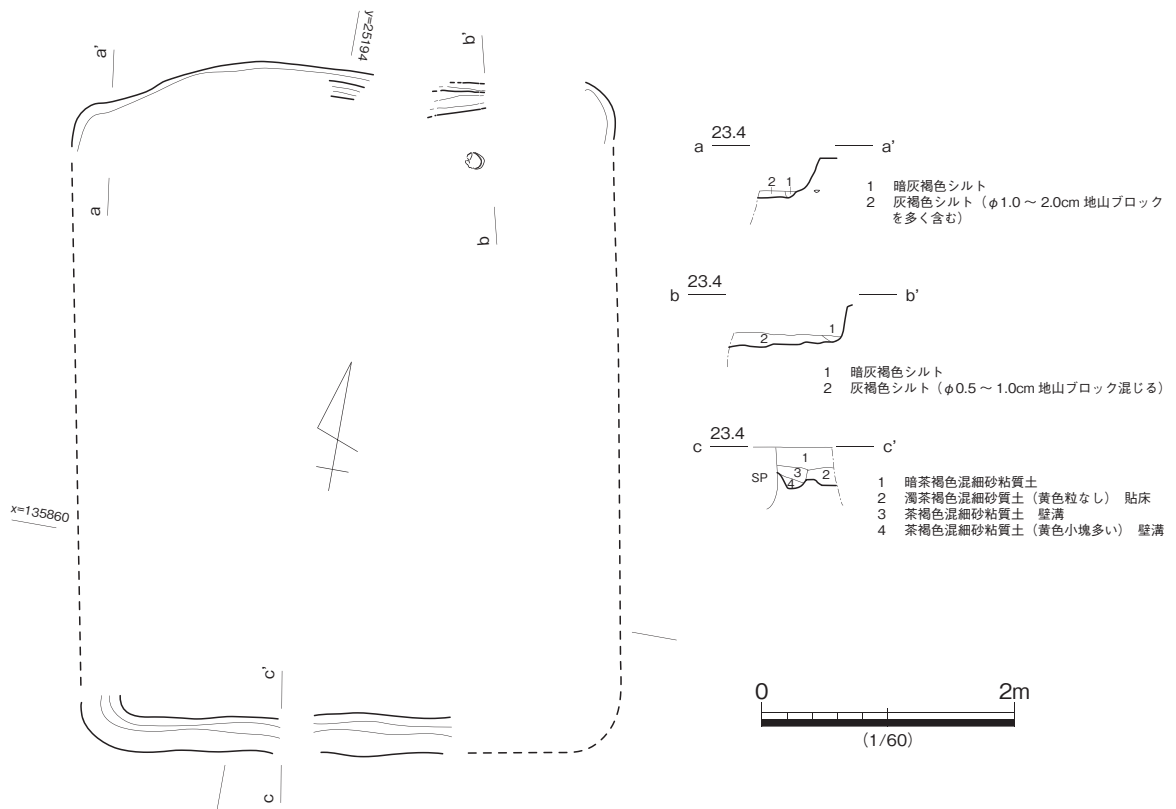 a'
y=25194
b'
a
b
x=135860
c'
c
a 23.4 a'
2 1
1 暗灰褐色シルト
2 灰褐色シルト（φ1.0 ～ 2.0cm 地山ブロック
を多く含む）
b 23.4 b'
1
2
1 暗灰褐色シルト
2 灰褐色シルト（φ0.5 ～ 1.0cm 地山ブロック混じる）
c 23.4 c'
1
SP 3 2
4
1 暗茶褐色混細砂粘質土
2 濁茶褐色混細砂質土（黄色粒なし） 貼床
3 茶褐色混細砂粘質土 壁溝
4 茶褐色混細砂粘質土（黄色小塊多い） 壁溝
0 2m
（1/60）